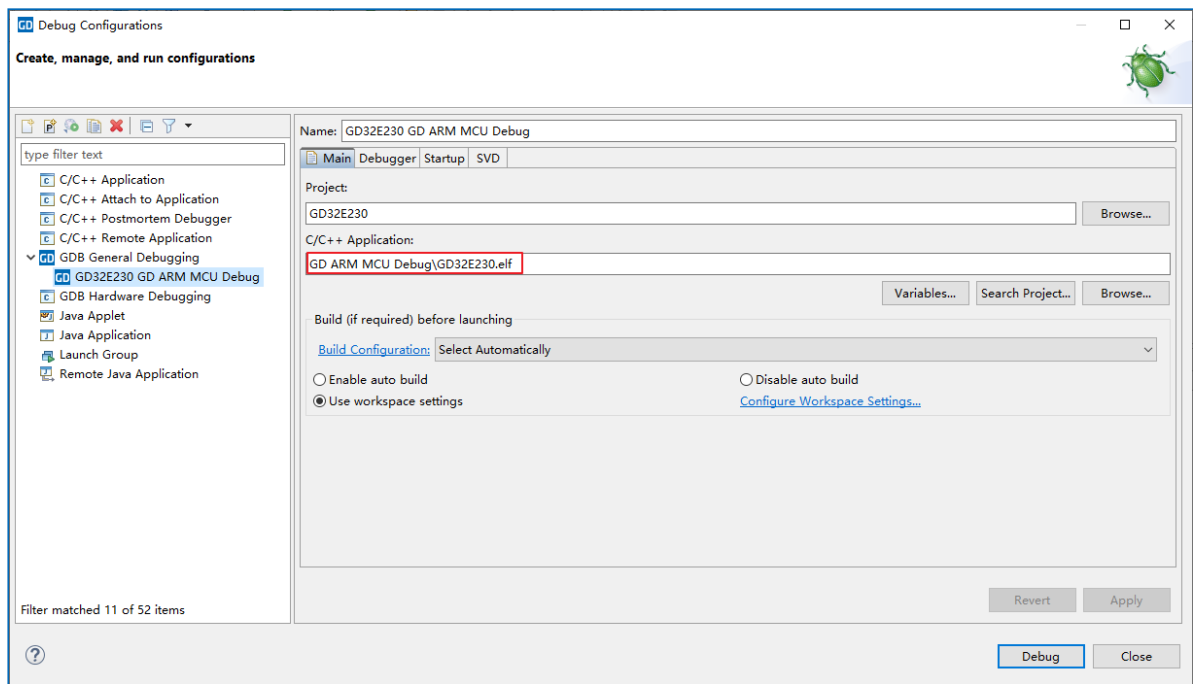 GD Debug Configurations
Create, manage, and run configurations
type filter text
C/C++ Application
C/C++ Attach to Application
C/C++ Postmortem Debugger
C/C++ Remote Application
GD GDB General Debugging
GD GD32E230 GD ARM MCU Debug
GDB Hardware Debugging
Java Applet
Java Application
Launch Group
Remote Java Application
Filter matched 11 of 52 items
Name: GD32E230 GD ARM MCU Debug
Main Debugger Startup SVD
Project:
GD32E230 Browse...
C/C++ Application:
GD ARM MCU Debug\GD32E230.elf
Variables... Search Project... Browse...
Build (if required) before launching
Build Configuration: Select Automatically
Enable auto build Disable auto build
Use workspace settings Configure Workspace Settings...
Revert Apply
? Debug Close